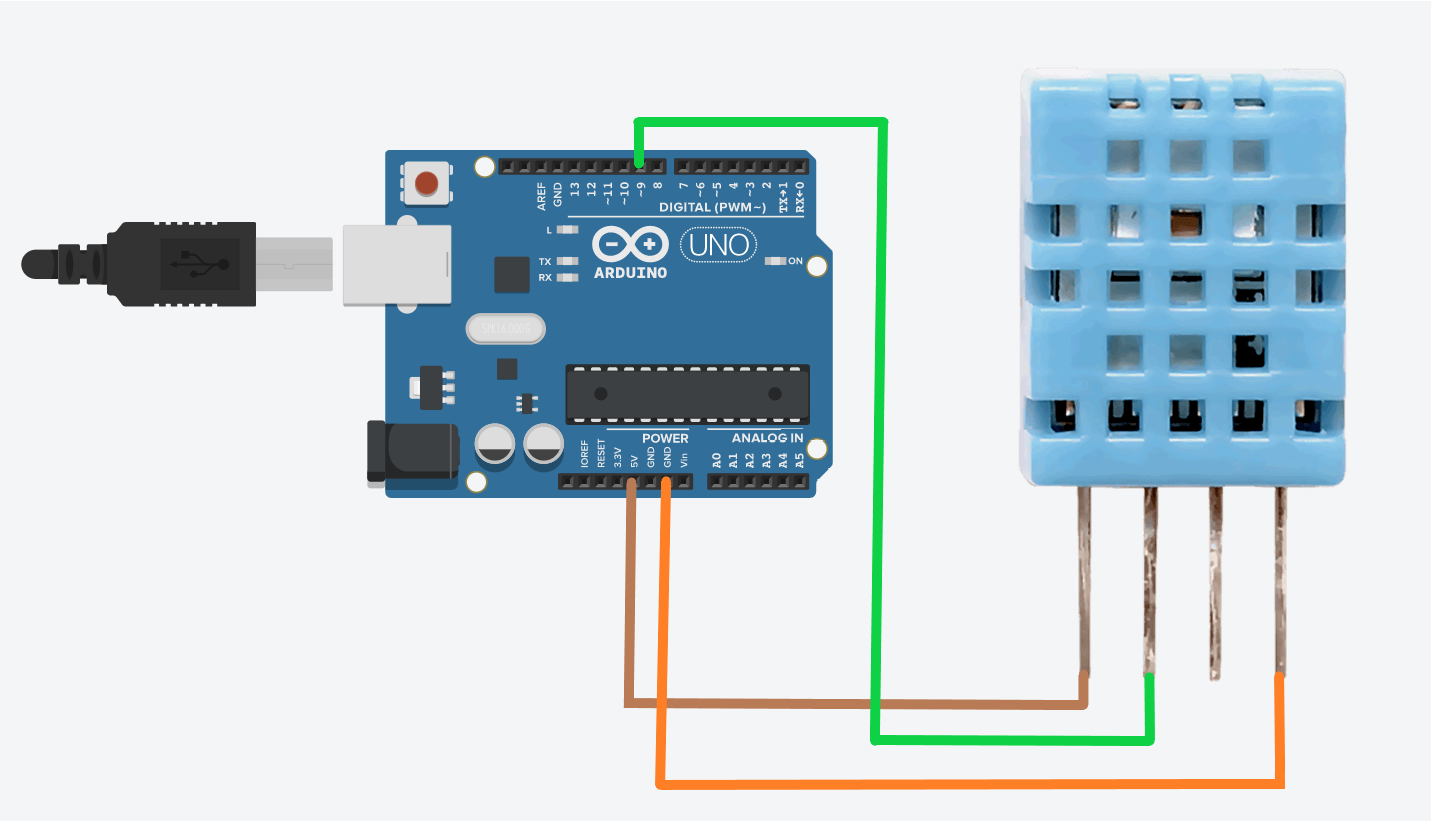 AREF
GND
13
12
~11
~10
~9
8
7
~6
~5
4
~3
2
TX→1
RX←0
DIGITAL (PWM~)
L
TX
RX
ARDUINO
UNO
ON
SPK16.000G
POWER
ANALOG IN
IOREF
RESET
3.3V
5V
GND
GND
Vin
A0
A1
A2
A3
A4
A5